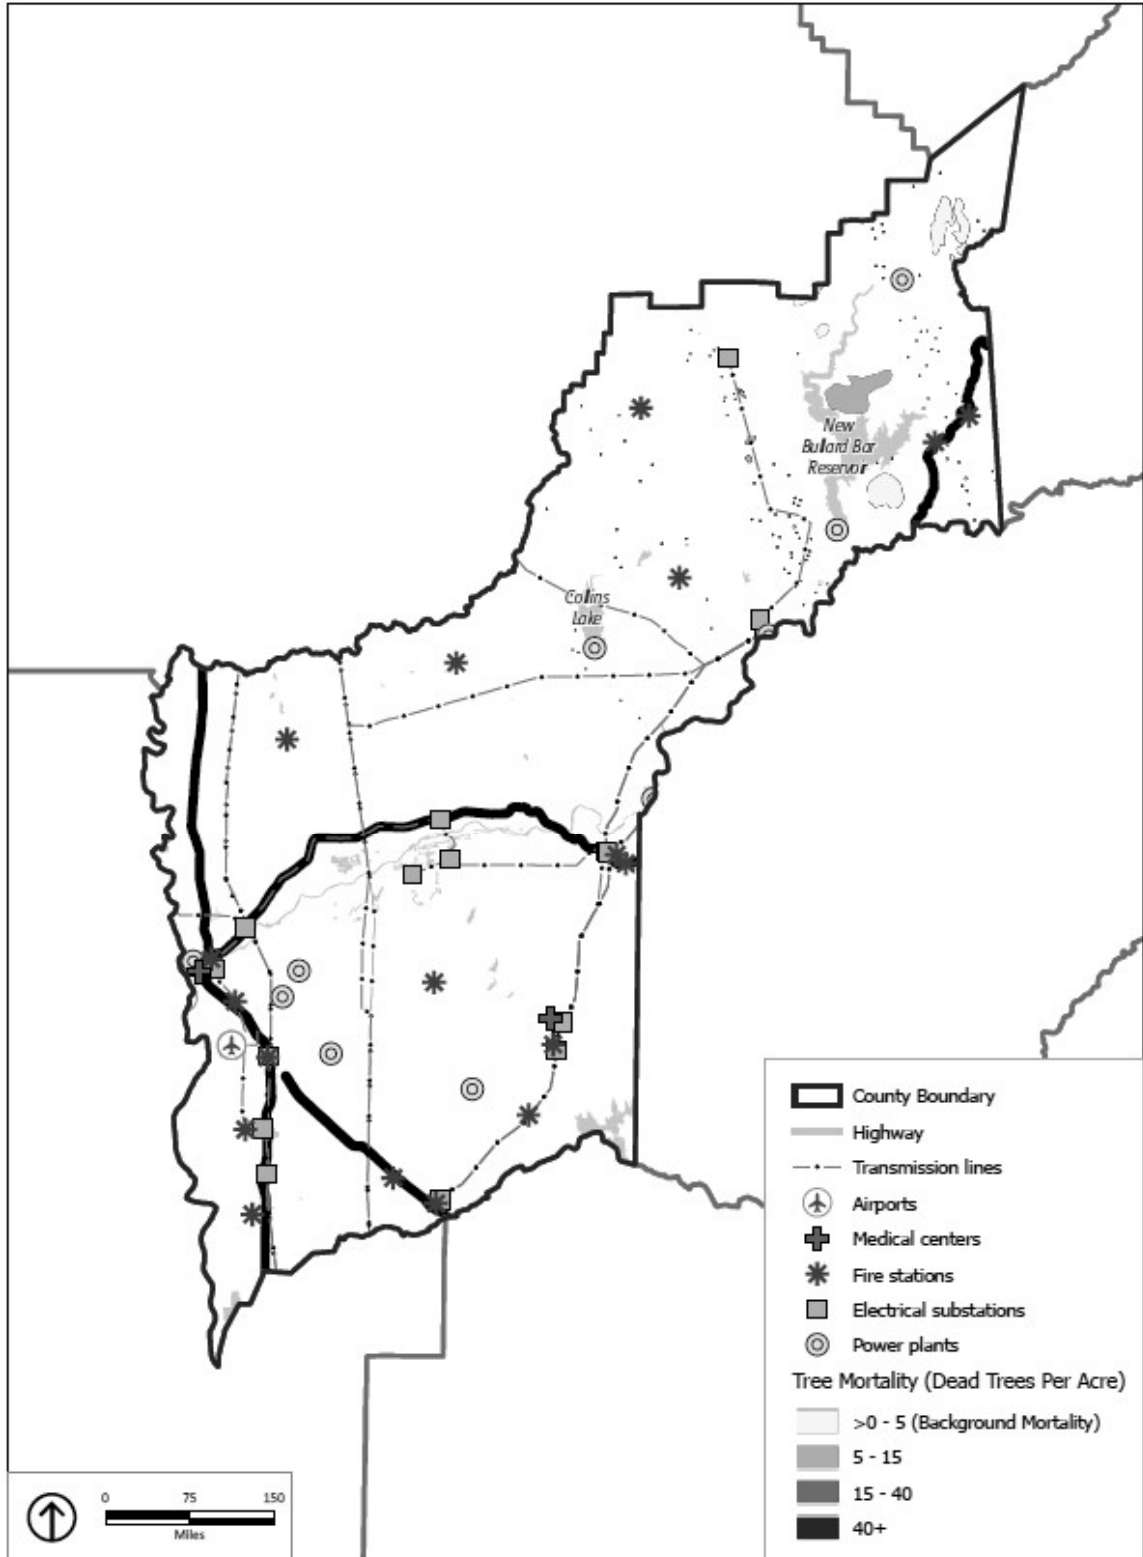 New
Bullard Bar
Reservoir
Collins
Lake
County Boundary
Highway
Transmission lines
Airports
Medical centers
Fire stations
Electrical substations
Power plants
Tree Mortality (Dead Trees Per Acre)
>0 - 5 (Background Mortality)
5 - 15
15 - 40
40+
0 75 150
Miles